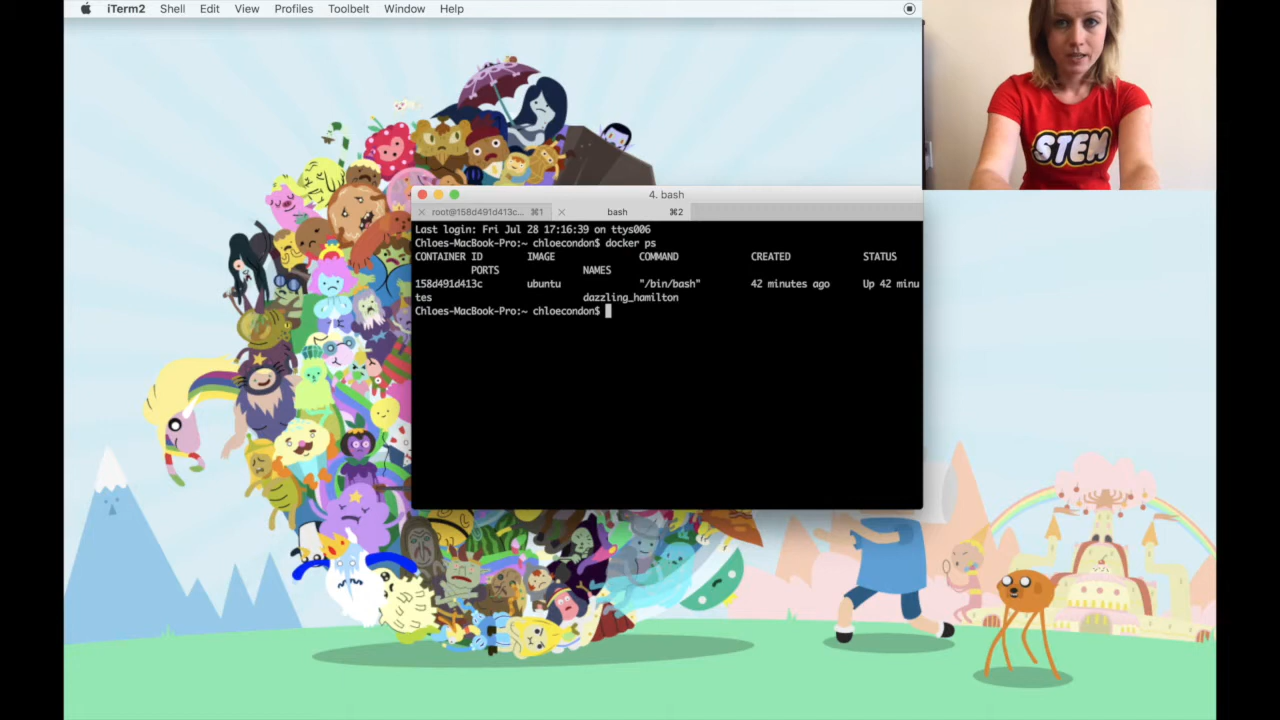 iTerm2 Shell Edit View Profiles Toolbelt Window Help
STEM
4. bash
root@158d491d413c... ⌘1 bash ⌘2
Last login: Fri Jul 28 17:16:39 on ttys006
Chloes-MacBook-Pro:~ chloecondon$ docker ps
CONTAINER ID IMAGE COMMAND CREATED STATUS
PORTS NAMES
158d491d413c ubuntu "/bin/bash" 42 minutes ago Up 42 minu
tes dazzling_hamilton
Chloes-MacBook-Pro:~ chloecondon$